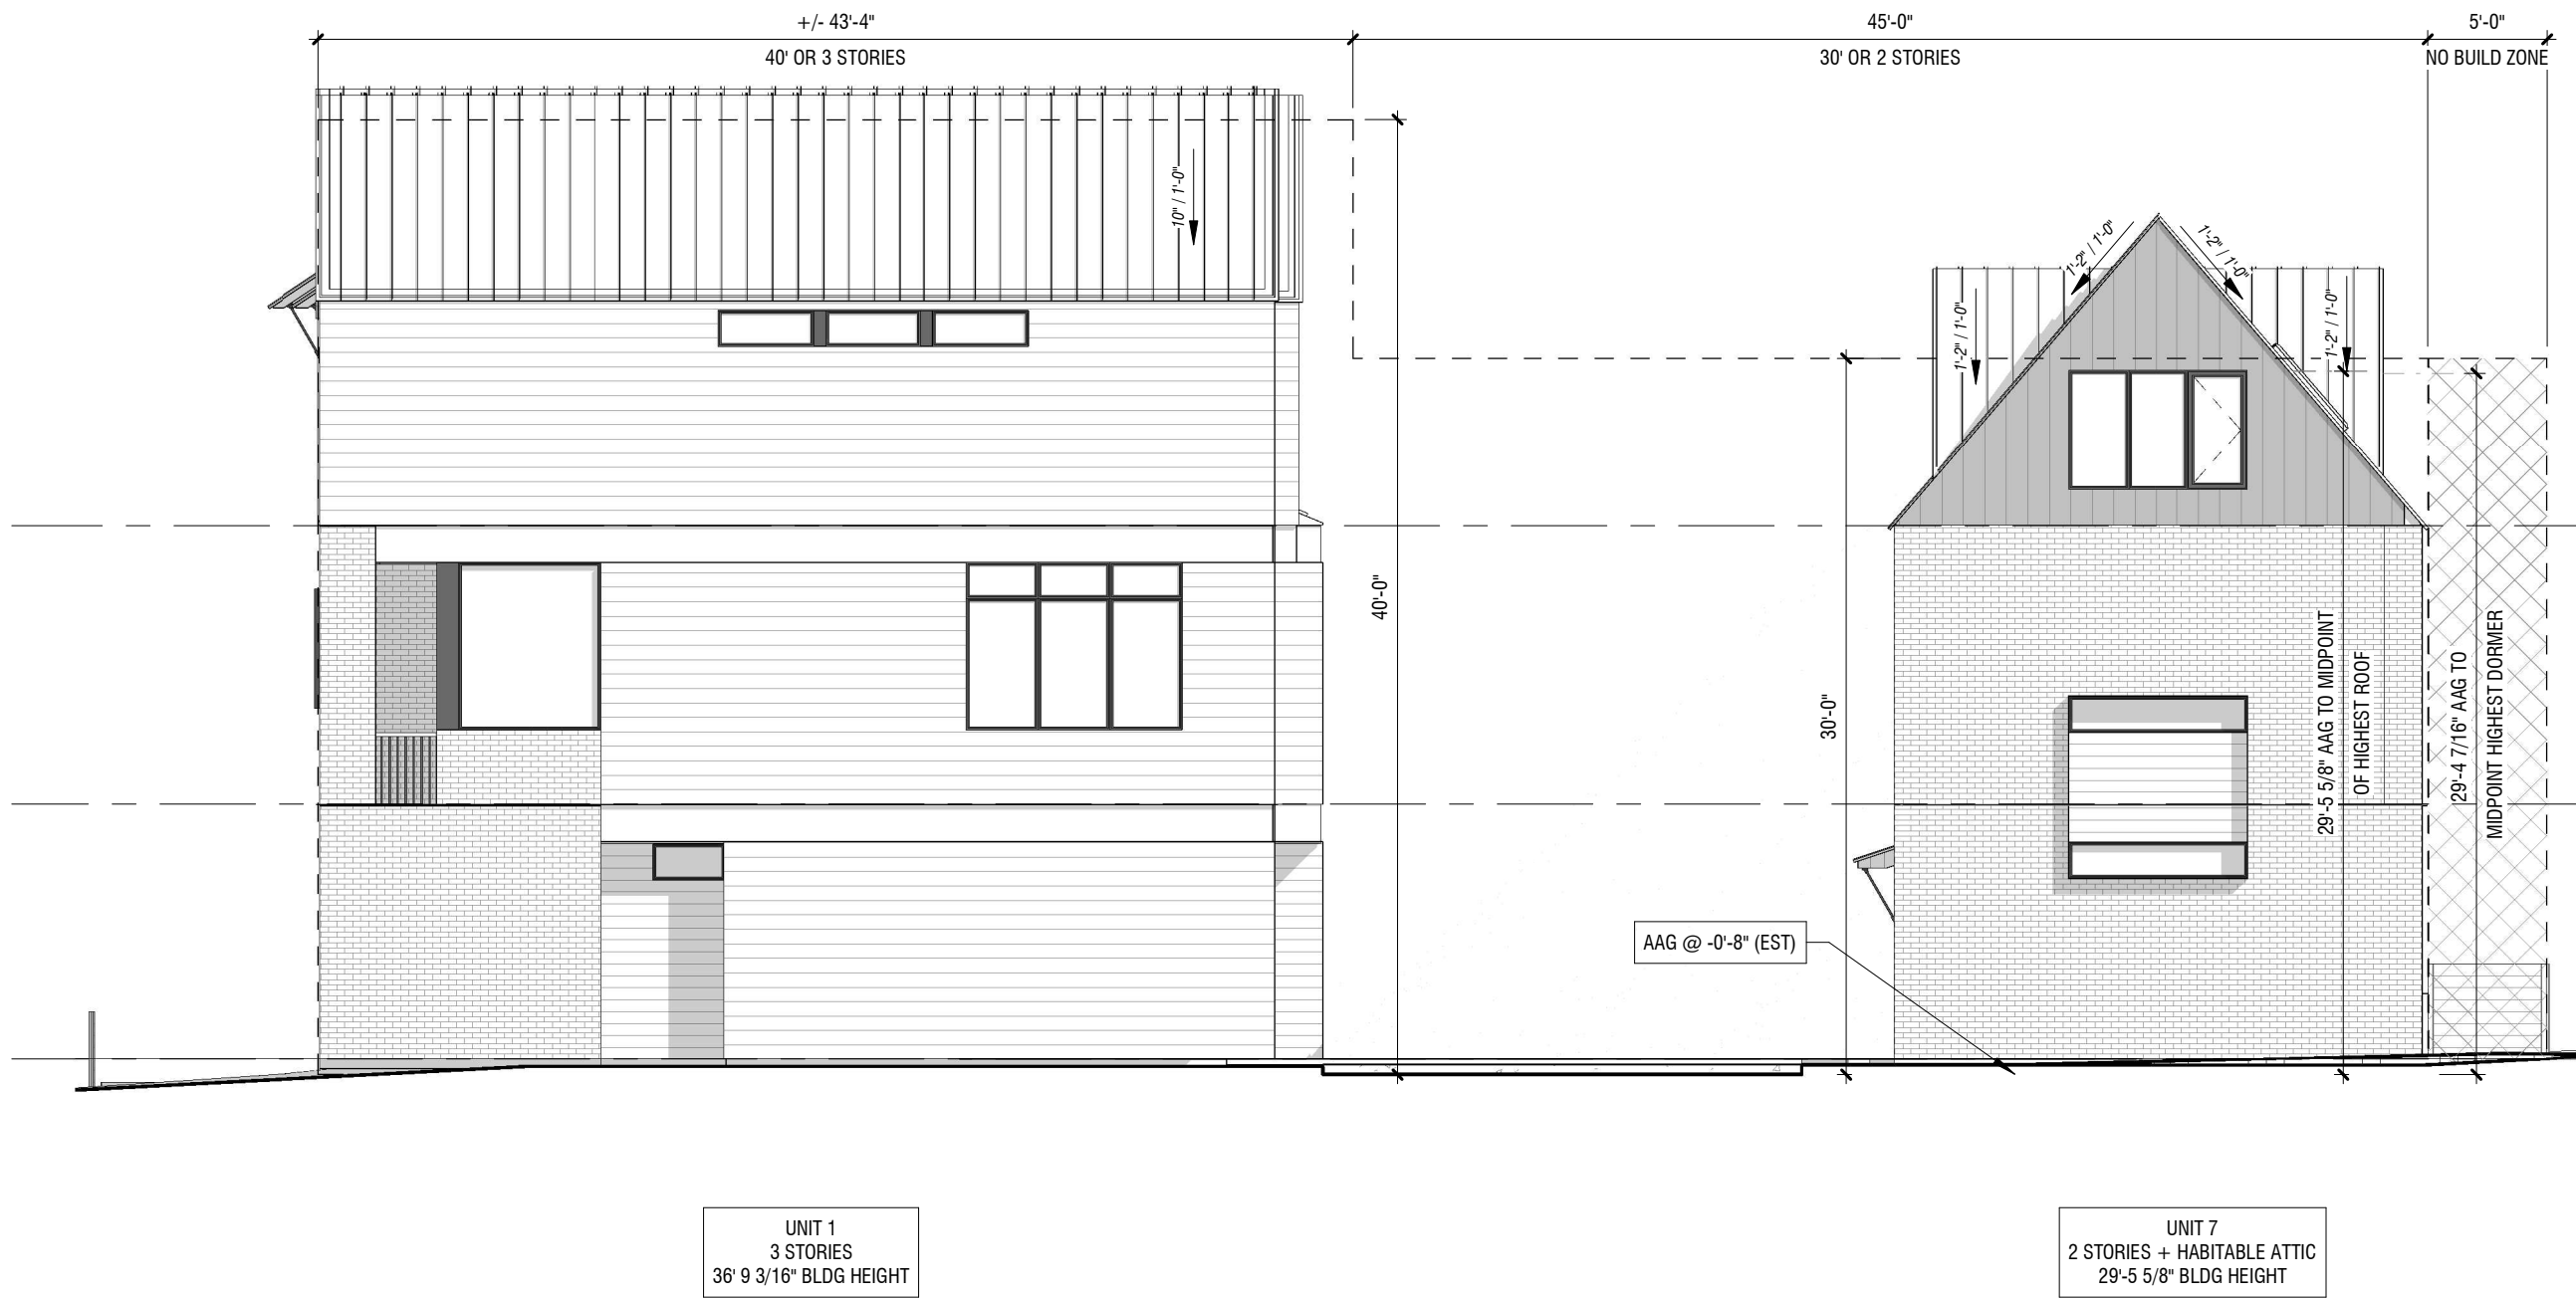 +/- 43'-4"
45'-0"
5'-0"
40' OR 3 STORIES
30' OR 2 STORIES
NO BUILD ZONE
10" / 1'-0"
1'-2" / 1'-0"
1'-2" / 1'-0"
1'-2" / 1'-0"
1'-2" / 1'-0"
40'-0"
30'-0"
29'-5 5/8" AAG TO MIDPOINT
OF HIGHEST ROOF
29'-4 7/16" AAG TO
MIDPOINT HIGHEST DORMER
AAG @ -0'-8" (EST)
UNIT 1
3 STORIES
36' 9 3/16" BLDG HEIGHT
UNIT 7
2 STORIES + HABITABLE ATTIC
29'-5 5/8" BLDG HEIGHT